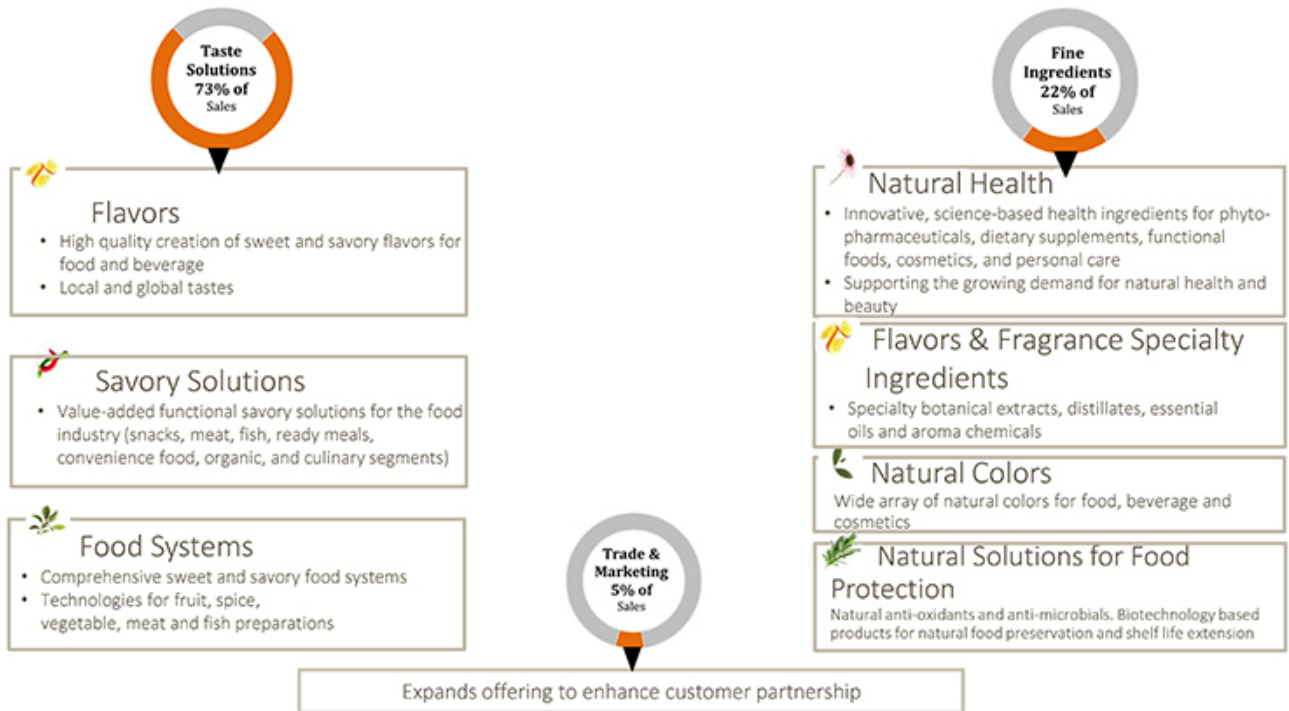 Taste
Solutions
73% of
Sales
Flavors
• High quality creation of sweet and savory flavors for
food and beverage
• Local and global tastes
Savory Solutions
• Value-added functional savory solutions for the food
industry (snacks, meat, fish, ready meals,
convenience food, organic, and culinary segments)
Food Systems
• Comprehensive sweet and savory food systems
• Technologies for fruit, spice,
vegetable, meat and fish preparations
Trade &
Marketing
5% of
Sales
Expands offering to enhance customer partnership
Fine
Ingredients
22% of
Sales
Natural Health
• Innovative, science-based health ingredients for phyto-
pharmaceuticals, dietary supplements, functional
foods, cosmetics, and personal care
• Supporting the growing demand for natural health and
beauty
Flavors & Fragrance Specialty
Ingredients
• Specialty botanical extracts, distillates, essential
oils and aroma chemicals
Natural Colors
Wide array of natural colors for food, beverage and
cosmetics
Natural Solutions for Food
Protection
Natural anti-oxidants and anti-microbials. Biotechnology based
products for natural food preservation and shelf life extension